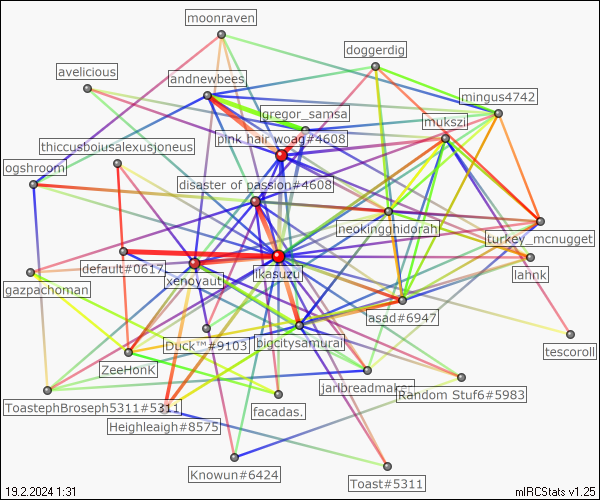 moonraven
doggerdig
avelicious
andnewbees
mingus4742
gregor_samsa
mukszi
pink hair woag#4608
thiccusboiusalexusjoneus
ogshroom
disaster of passion#4608
neokingghidorah
turkey_mcnugget
default#0617
lahnk
xenoyaut
ikasuzu
gazpachoman
asad#6947
Duck™#9103
bigcitysamurai
tescoroll
ZeeHonK
jarlbreadmaker
Random Stuf6#5983
ToastephBroseph5311#5311
facadas.
Heighleaigh#8575
Knowun#6424
Toast#5311
19.2.2024 1:31
mIRCStats v1.25